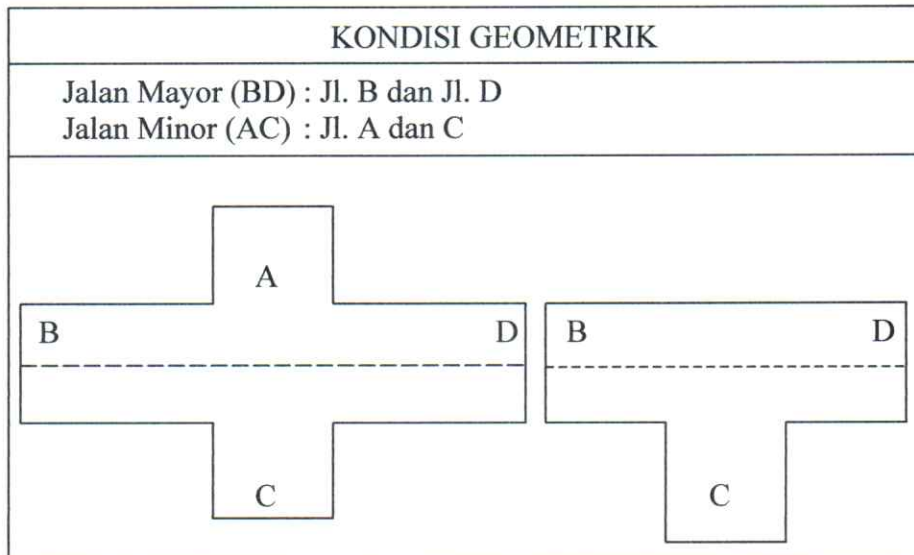 KONDISI GEOMETRIK
Jalan Mayor (BD) : Jl. B dan Jl. D
Jalan Minor (AC) : Jl. A dan C
A
B D B D
C C